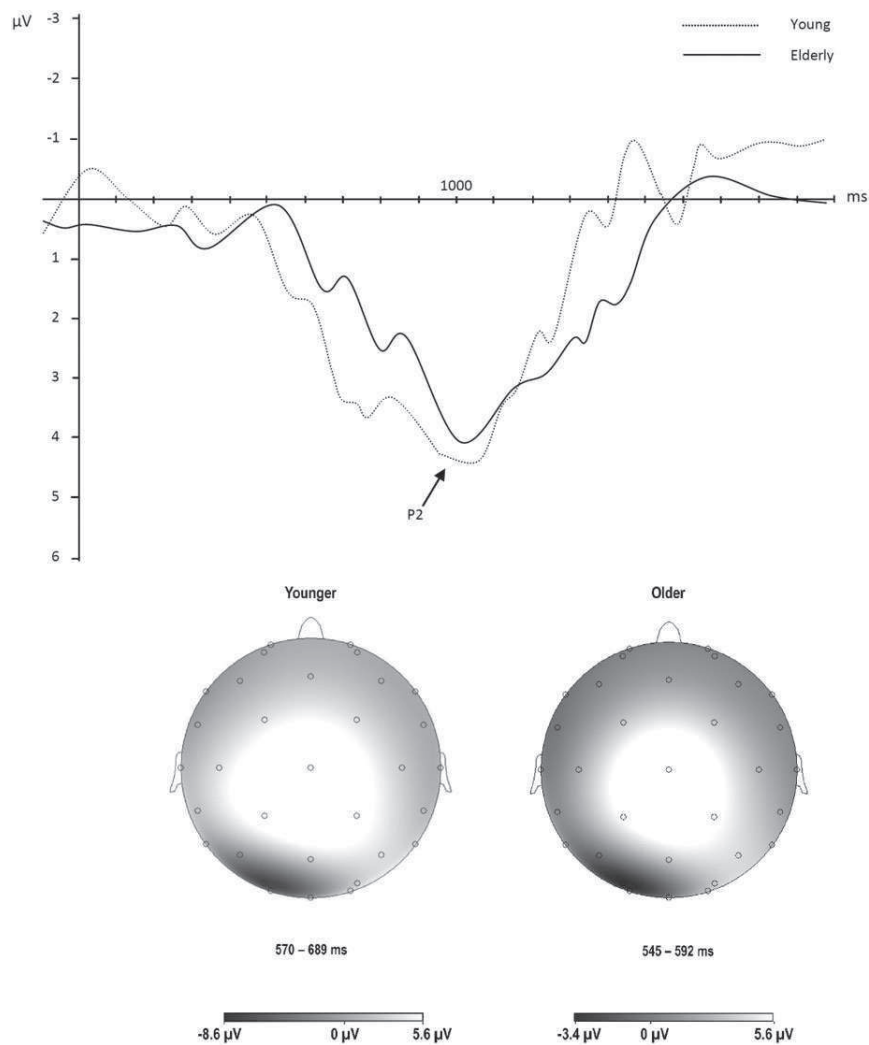 µV
-3
Young
Elderly
-2
-1
1000
ms
1
2
3
4
5
P2
6
Younger
Older
570 – 689 ms
545 – 592 ms
-8.6 µV 0 µV 5.6 µV
-3.4 µV 0 µV 5.6 µV